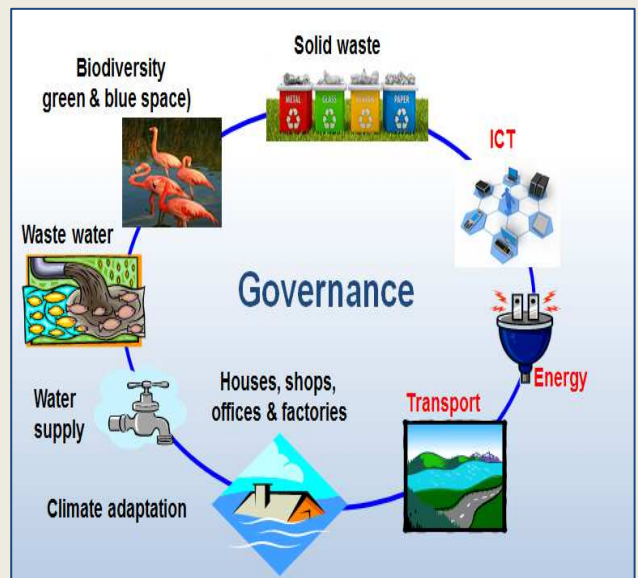 Solid waste
Biodiversity
green & blue space)
METAL
GLASS
PAPER
ICT
Waste water
Governance
Energy
Houses, shops,
offices & factories
Transport
Water
supply
Climate adaptation